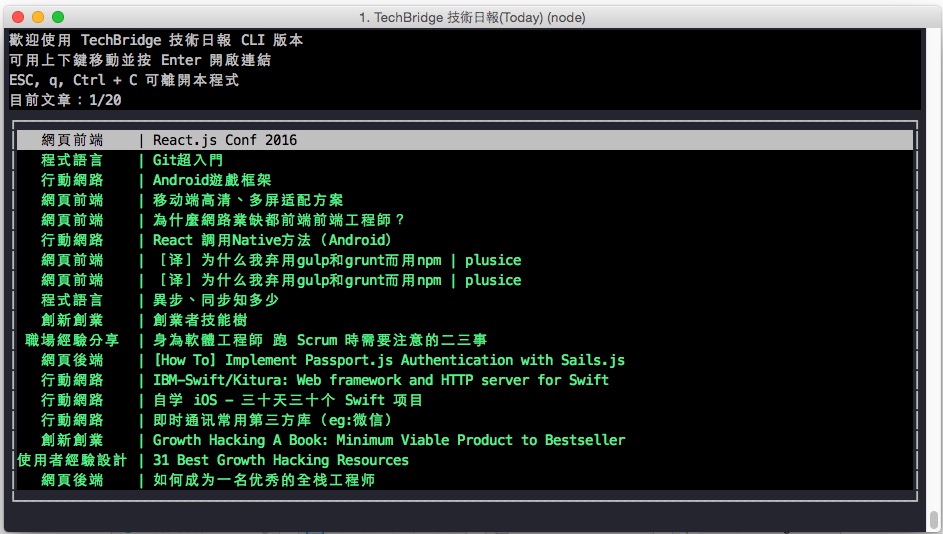 1. TechBridge 技術日報(Today) (node)
歡迎使用 TechBridge 技術日報 CLI 版本
可用上下鍵移動並按 Enter 開啟連結
ESC, q, Ctrl + C 可離開本程式
目前文章：1/20
網頁前端 | React.js Conf 2016
程式語言 | Git超入門
行動網路 | Android遊戲框架
網頁前端 | 移动端高清、多屏适配方案
網頁前端 | 為什麼網路業缺都前端前端工程師？
行動網路 | React 調用Native方法 (Android)
網頁前端 | [译] 为什么我弃用gulp和grunt而用npm | plusice
網頁前端 | [译] 为什么我弃用gulp和grunt而用npm | plusice
程式語言 | 異步、同步知多少
創新創業 | 創業者技能樹
職場經驗分享 | 身為軟體工程師 跑 Scrum 時需要注意的二三事
網頁後端 | [How To] Implement Passport.js Authentication with Sails.js
行動網路 | IBM-Swift/Kitura: Web framework and HTTP server for Swift
行動網路 | 自学 iOS - 三十天三十个 Swift 项目
行動網路 | 即时通讯常用第三方库 (eg:微信)
創新創業 | Growth Hacking A Book: Minimum Viable Product to Bestseller
使用者經驗設計 | 31 Best Growth Hacking Resources
網頁後端 | 如何成为一名优秀的全栈工程师